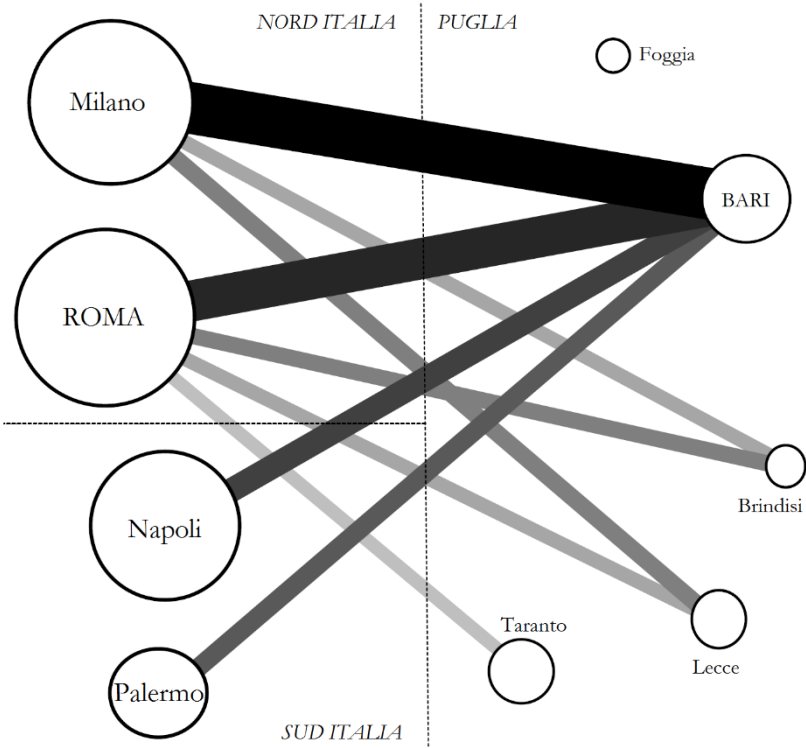 NORD ITALIA
PUGLIA
Foggia
Milano
BARI
ROMA
Napoli
Brindisi
Taranto
Lecce
Palermo
SUD ITALIA